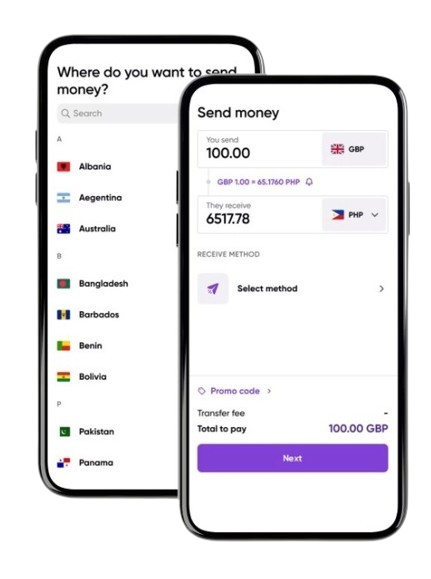 Where do you want to send
money?
Search
A
Albania
Aegentina
Australia
B
Bangladesh
Barbados
Benin
Bolivia
P
Pakistan
Panama
Send money
You send
100.00
GBP
GBP 1.00 = 65.1760 PHP
They receive
6517.78
PHP
RECEIVE METHOD
Select method
Promo code
Transfer fee
-
Total to pay
100.00 GBP
Next